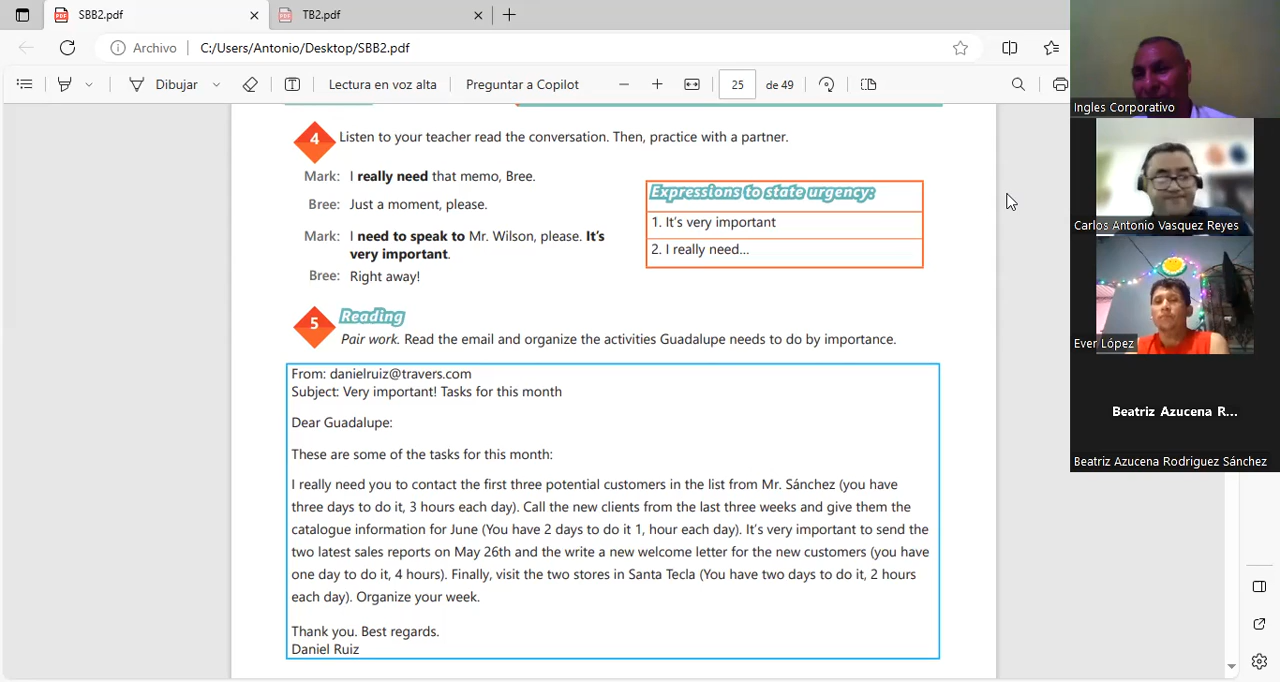 SBB2.pdf
TB2.pdf
Archivo
C:/Users/Antonio/Desktop/SBB2.pdf
Dibujar
Lectura en voz alta
Preguntar a Copilot
25
de 49
4 Listen to your teacher read the conversation. Then, practice with a partner.
Mark: I really need that memo, Bree.
Bree: Just a moment, please.
Mark: I need to speak to Mr. Wilson, please. It's
very important.
Bree: Right away!
Expressions to state urgency:
1. It's very important
2. I really need...
5 Reading
Pair work. Read the email and organize the activities Guadalupe needs to do by importance.
From: danielruiz@travers.com
Subject: Very important! Tasks for this month
Dear Guadalupe:
These are some of the tasks for this month:
I really need you to contact the first three potential customers in the list from Mr. Sánchez (you have
three days to do it, 3 hours each day). Call the new clients from the last three weeks and give them the
catalogue information for June (You have 2 days to do it 1, hour each day). It's very important to send the
two latest sales reports on May 26th and the write a new welcome letter for the new customers (you have
one day to do it, 4 hours). Finally, visit the two stores in Santa Tecla (You have two days to do it, 2 hours
each day). Organize your week.
Thank you. Best regards.
Daniel Ruiz
Ingles Corporativo
Carlos Antonio Vasquez Reyes
Ever López
Beatriz Azucena R...
Beatriz Azucena Rodriguez Sánchez